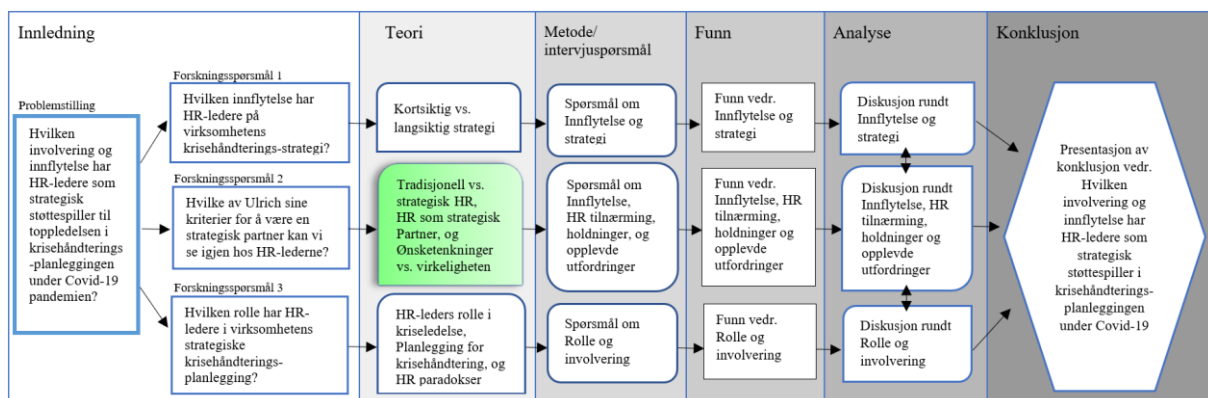 Innledning
Problemstilling
Hvilken
involvering og
innflytelse har
HR-ledere som
strategisk
støttespiller til
toppledelsen i
krisehåndterings
-planleggingen
under Covid-19
pandemien?
Forskningsspørsmål 1
Hvilken innflytelse har
HR-ledere på
virksomhetens
krisehåndterings-strategi?
Forskningsspørsmål 2
Hvilke av Ulrich sine
kriterier for å være en
strategisk partner kan vi
se igjen hos HR-lederne?
Forskningsspørsmål 3
Hvilken rolle har HR-
ledere i virksomhetens
strategiske
krisehåndterings-
planlegging?
Teori
Kortsiktig vs.
langsiktig strategi
Tradisjonell vs.
strategisk HR,
HR som strategisk
Partner, og
Ønsketenkninger
vs. virkeligheten
HR-leders rolle i
kriseledelse,
Planlegging for
krisehåndtering, og
HR paradokser
Metode/
intervjuspørsmål
Spørsmål om
Innflytelse og
strategi
Spørsmål om
Innflytelse,
HR tilnærming,
holdninger, og
opplevde
utfordringer
Spørsmål om
Rolle og
involvering
Funn
Funn vedr.
Innflytelse og
strategi
Funn vedr.
Innflytelse, HR
tilnærming,
holdninger og
opplevde
utfordringer
Funn vedr.
Rolle og
involvering
Analyse
Diskusjon rundt
Innflytelse og
strategi
Diskusjon rundt
Innflytelse, HR
tilnærming,
holdninger og
opplevde
utfordringer
Diskusjon rundt
Rolle og
involvering
Konklusjon
Presentasjon av
konklusjon vedr.
Hvilken
involvering og
innflytelse har
HR-ledere som
strategisk
støttespiller i
krisehåndterings-
planleggingen
under Covid-19